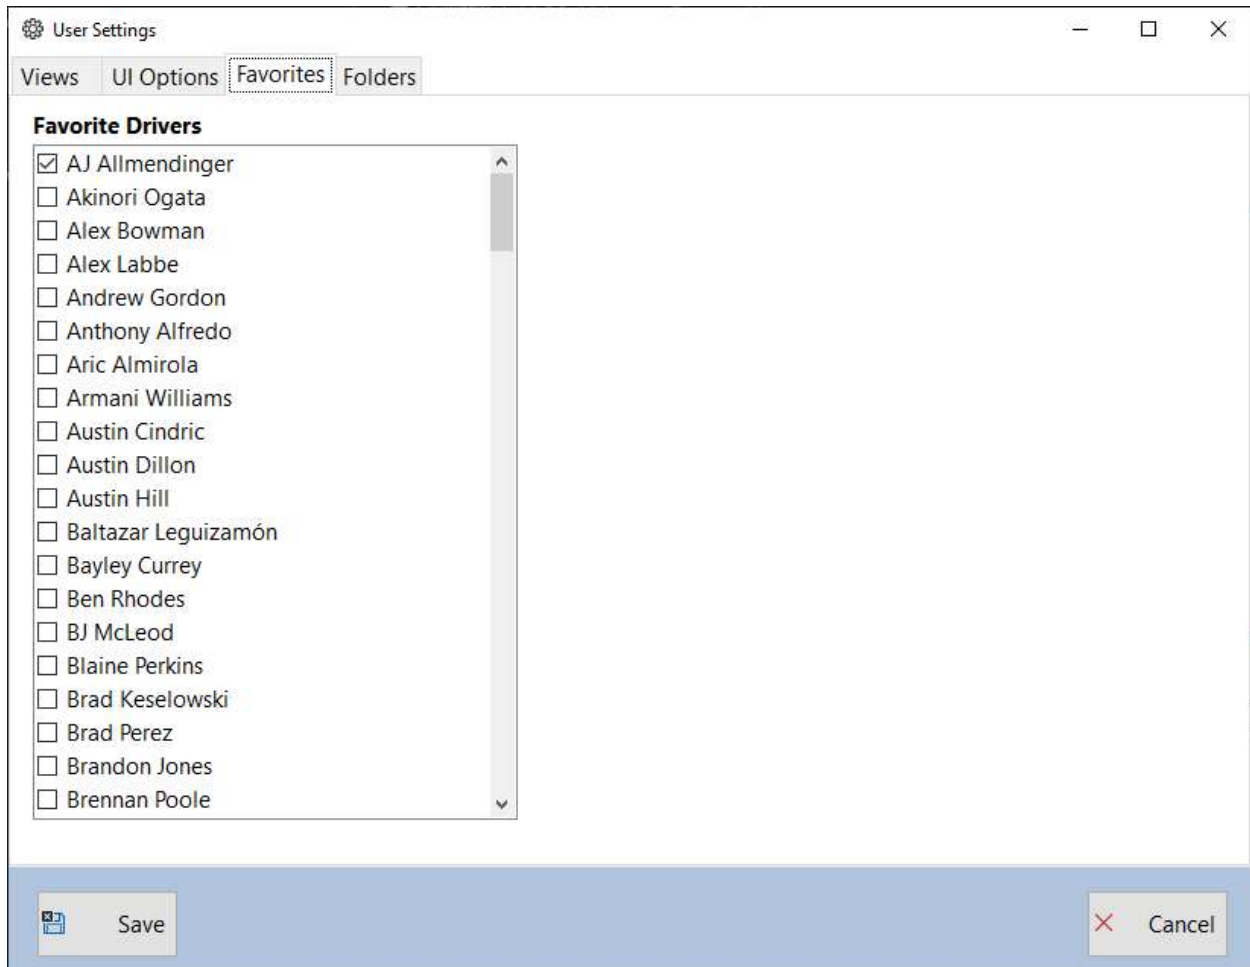 User Settings
Views UI Options Favorites Folders
Favorite Drivers
AJ Allmendinger
Akinori Ogata
Alex Bowman
Alex Labbe
Andrew Gordon
Anthony Alfredo
Aric Almirola
Armani Williams
Austin Cindric
Austin Dillon
Austin Hill
Baltazar Leguizamón
Bayley Currey
Ben Rhodes
BJ McLeod
Blaine Perkins
Brad Keselowski
Brad Perez
Brandon Jones
Brennan Poole
Save Cancel